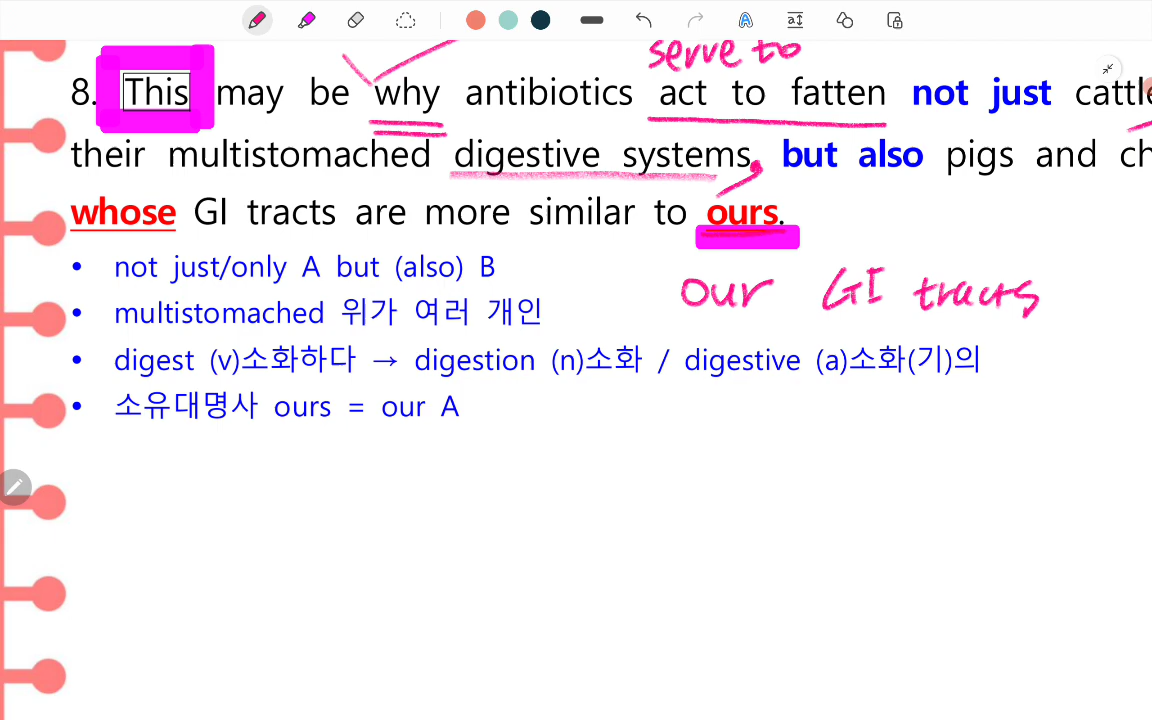 serve to
8. This may be why antibiotics act to fatten not just
their multistomached digestive systems, but also pigs and
whose GI tracts are more similar to ours.
• not just/only A but (also) B
our GI tracts
• multistomached 위가 여러 개인
• digest (v)소화하다 → digestion (n)소화 / digestive (a)소화(기)의
• 소유대명사 ours = our A